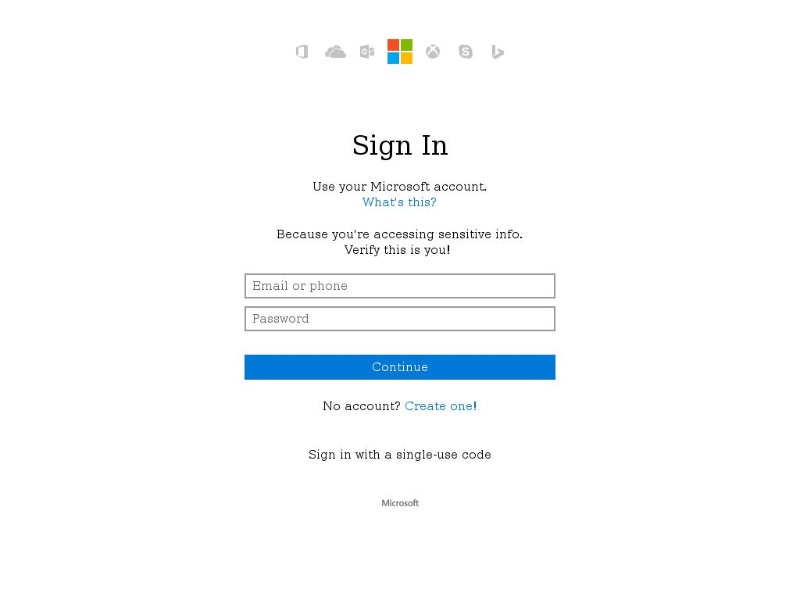 Sign In
Use your Microsoft account.
What's this?
Because you're accessing sensitive info.
Verify this is you!
Email or phone
Password
Continue
No account? Create one!
Sign in with a single-use code
Microsoft